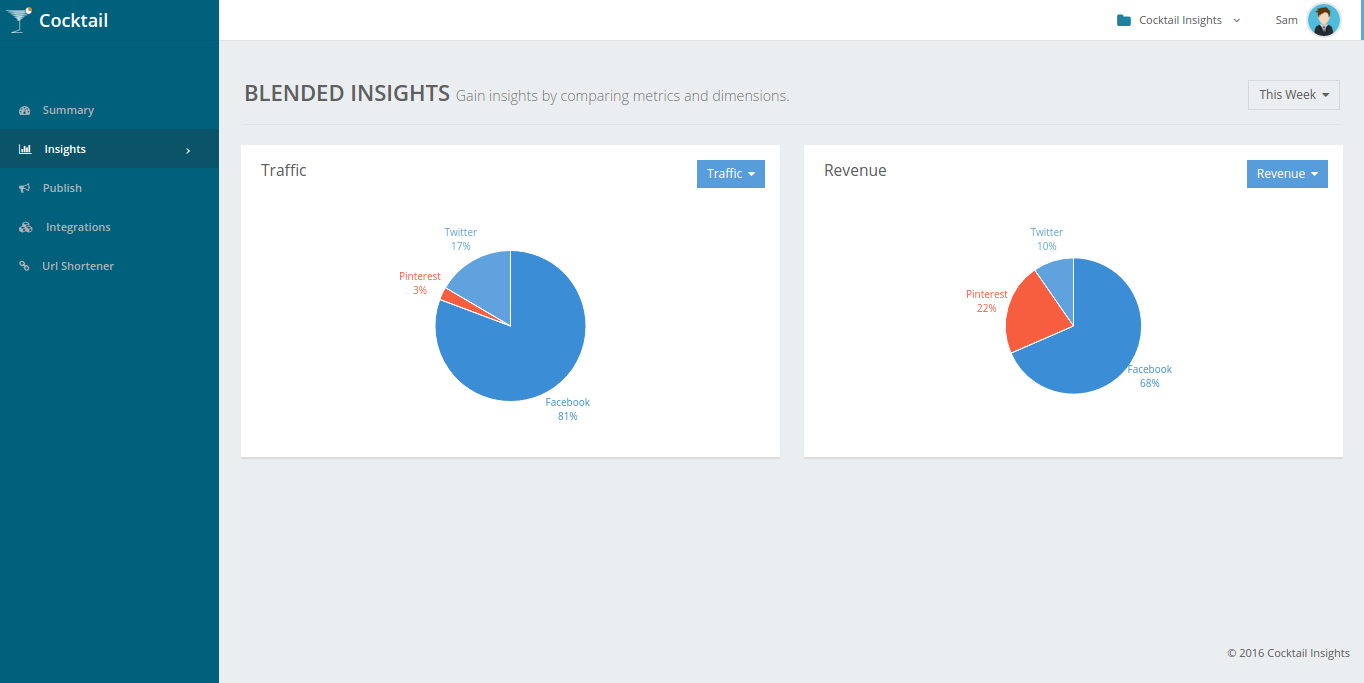 Cocktail
Cocktail Insights
Sam
Summary
Insights
Publish
Integrations
Url Shortener
BLENDED INSIGHTS Gain insights by comparing metrics and dimensions.
This Week
Traffic
Traffic
Twitter
17%
Pinterest
3%
Facebook
81%
Revenue
Revenue
Twitter
10%
Pinterest
22%
Facebook
68%
© 2016 Cocktail Insights